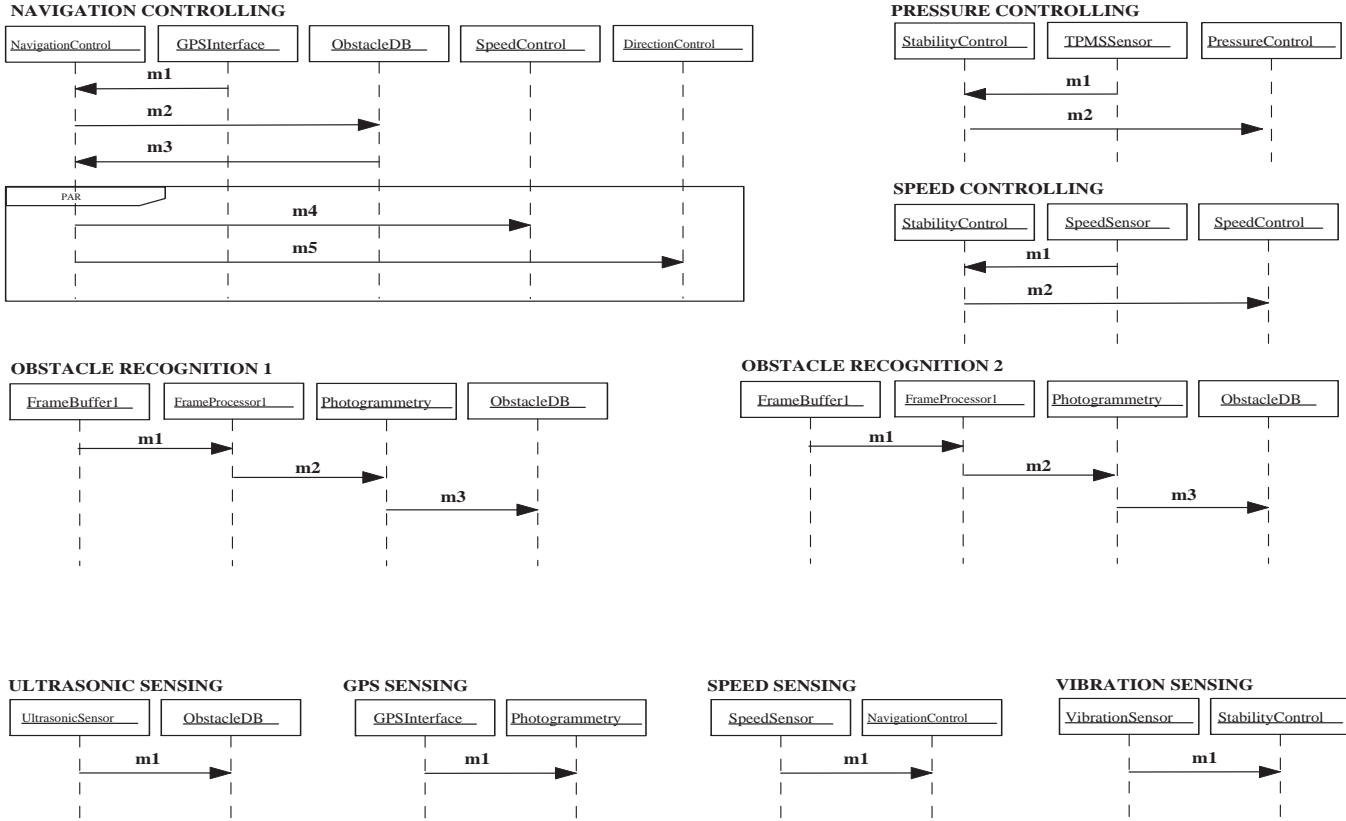 NAVIGATION CONTROLLING
NavigationControl GPSInterface ObstacleDB SpeedControl DirectionControl
m1
m2
m3
PAR
m4
m5
PRESSURE CONTROLLING
StabilityControl TPMSSensor PressureControl
m1
m2
SPEED CONTROLLING
StabilityControl SpeedSensor SpeedControl
m1
m2
OBSTACLE RECOGNITION 1
FrameBuffer1 FrameProcessor1 Photogrammetry ObstacleDB
m1
m2
m3
OBSTACLE RECOGNITION 2
FrameBuffer1 FrameProcessor1 Photogrammetry ObstacleDB
m1
m2
m3
ULTRASONIC SENSING
UltrasonicSensor ObstacleDB
m1
GPS SENSING
GPSInterface Photogrammetry
m1
SPEED SENSING
SpeedSensor NavigationControl
m1
VIBRATION SENSING
VibrationSensor StabilityControl
m1